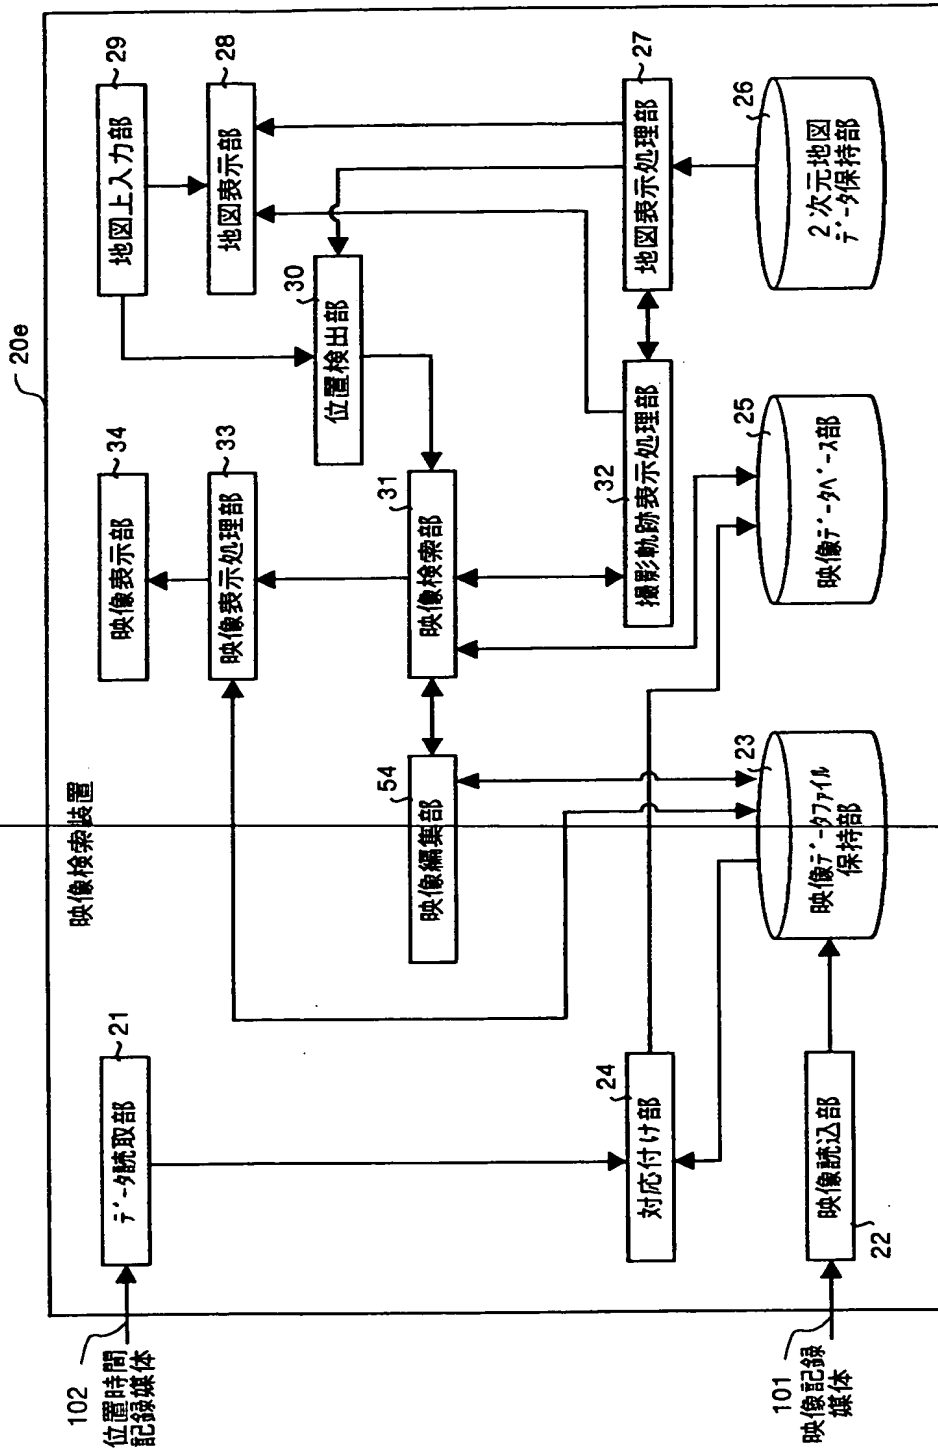 20e
映像検索装置
102
位置時間
記録媒体
データ読取部
21
映像表示部
34
地図上入力部
29
映像表示処理部
33
地図表示部
28
位置検出部
30
映像編集部
54
映像検索部
31
対応付け部
24
撮影軌跡表示処理部
32
地図表示処理部
27
101
映像記録
媒体
映像読込部
22
映像データファイル
保持部
23
映像データベース部
25
2次元地図
データ保持部
26